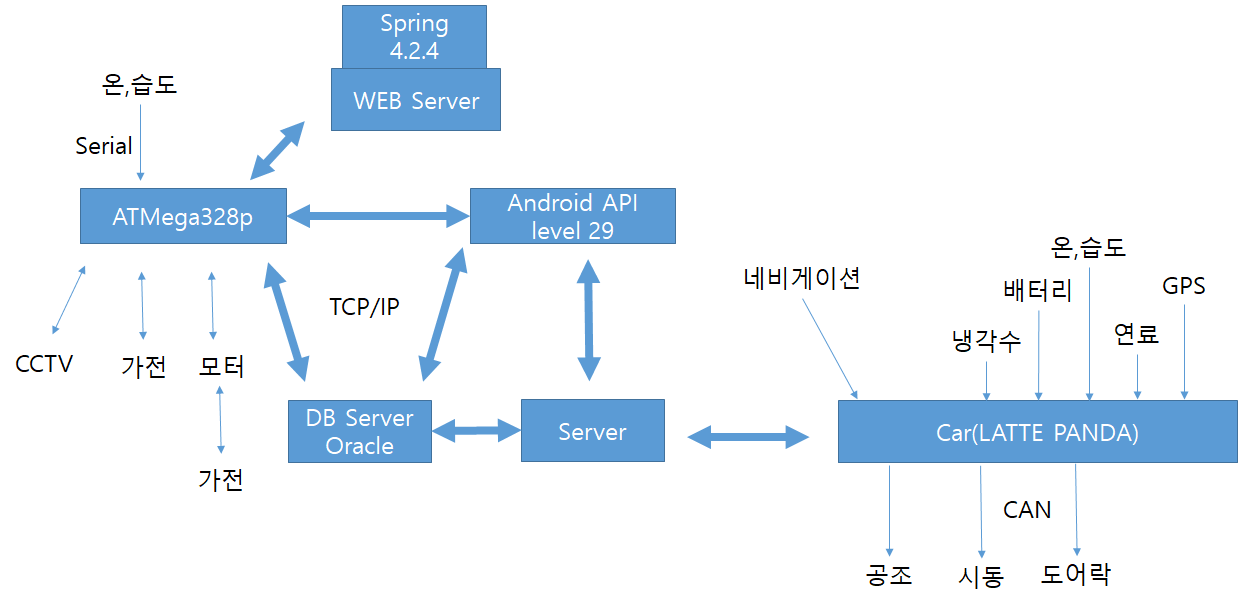 Spring
4.2.4
WEB Server
온,습도
Serial
ATMega328p
Android API
level 29
TCP/IP
CCTV
가전
모터
가전
DB Server
Oracle
Server
네비게이션
냉각수
배터리
온,습도
연료
GPS
Car(LATTE PANDA)
CAN
공조
시동
도어락